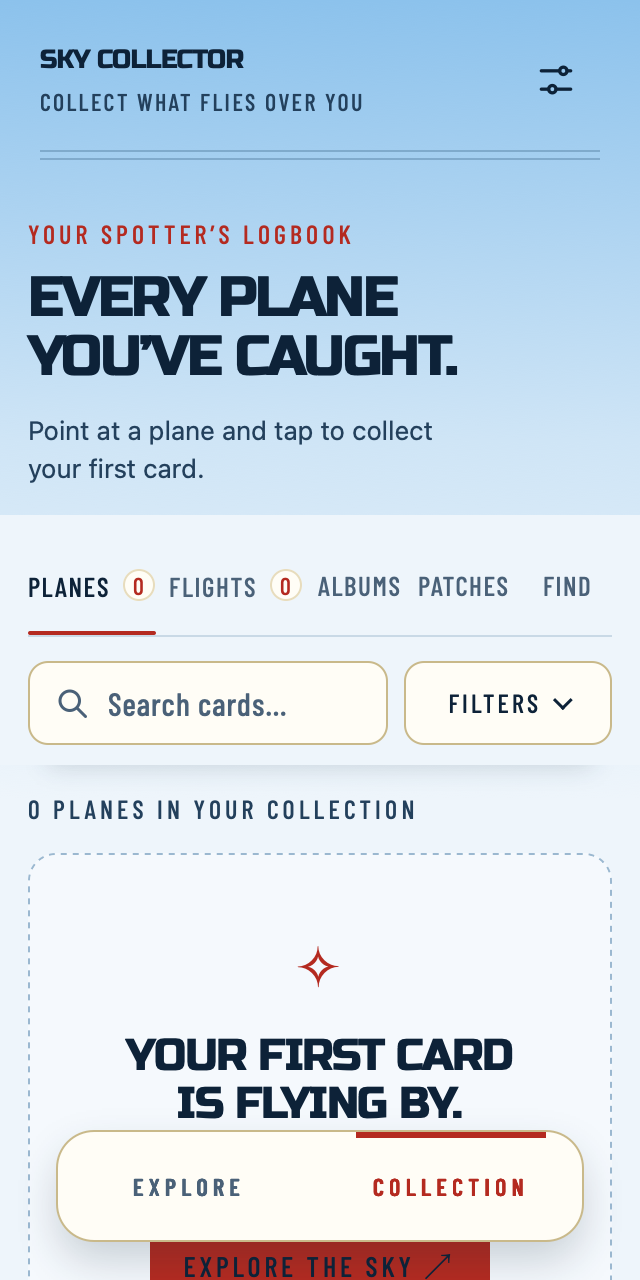 SKY COLLECTOR
COLLECT WHAT FLIES OVER YOU
YOUR SPOTTER’S LOGBOOK
EVERY PLANE
YOU’VE CAUGHT.
Point at a plane and tap to collect
your first card.
PLANES 0 FLIGHTS 0 ALBUMS PATCHES FIND
Search cards... FILTERS
0 PLANES IN YOUR COLLECTION
YOUR FIRST CARD
IS FLYING BY.
EXPLORE COLLECTION
EXPLORE THE SKY ↗